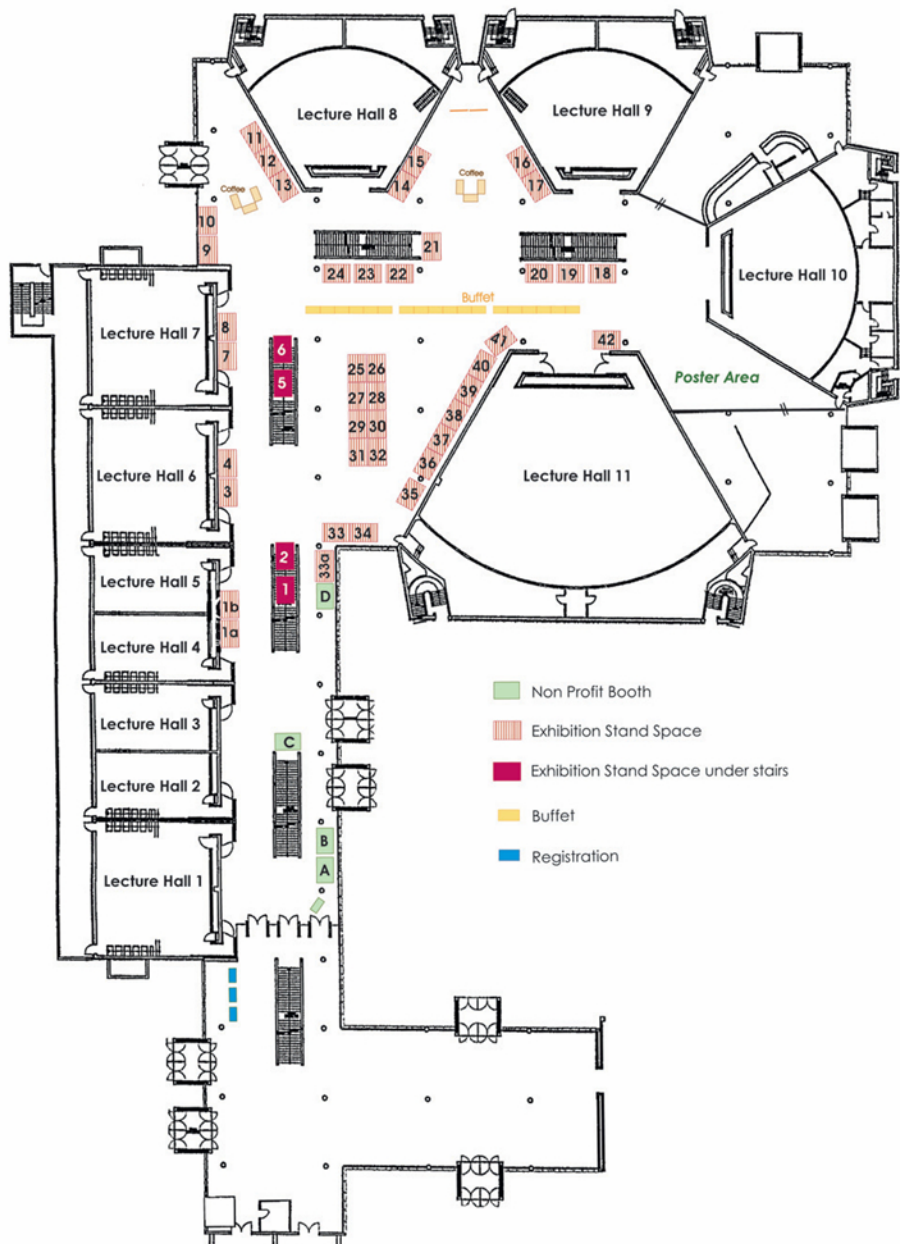 Lecture Hall 8
Lecture Hall 9
11
12
13
15
14
16
17
Coffee
Coffee
10
9
21
24 23 22
20 19 18
Lecture Hall 10
Buffet
Lecture Hall 7
8
7
6
5
41
42
40
39
38
37
36
35
25 26
27 28
29 30
31 32
Poster Area
Lecture Hall 6
4
3
Lecture Hall 11
33 34
33a
2
1
D
Lecture Hall 5
1b
1a
Lecture Hall 4
Lecture Hall 3
C
Lecture Hall 2
B
A
Lecture Hall 1
Non Profit Booth
Exhibition Stand Space
Exhibition Stand Space under stairs
Buffet
Registration